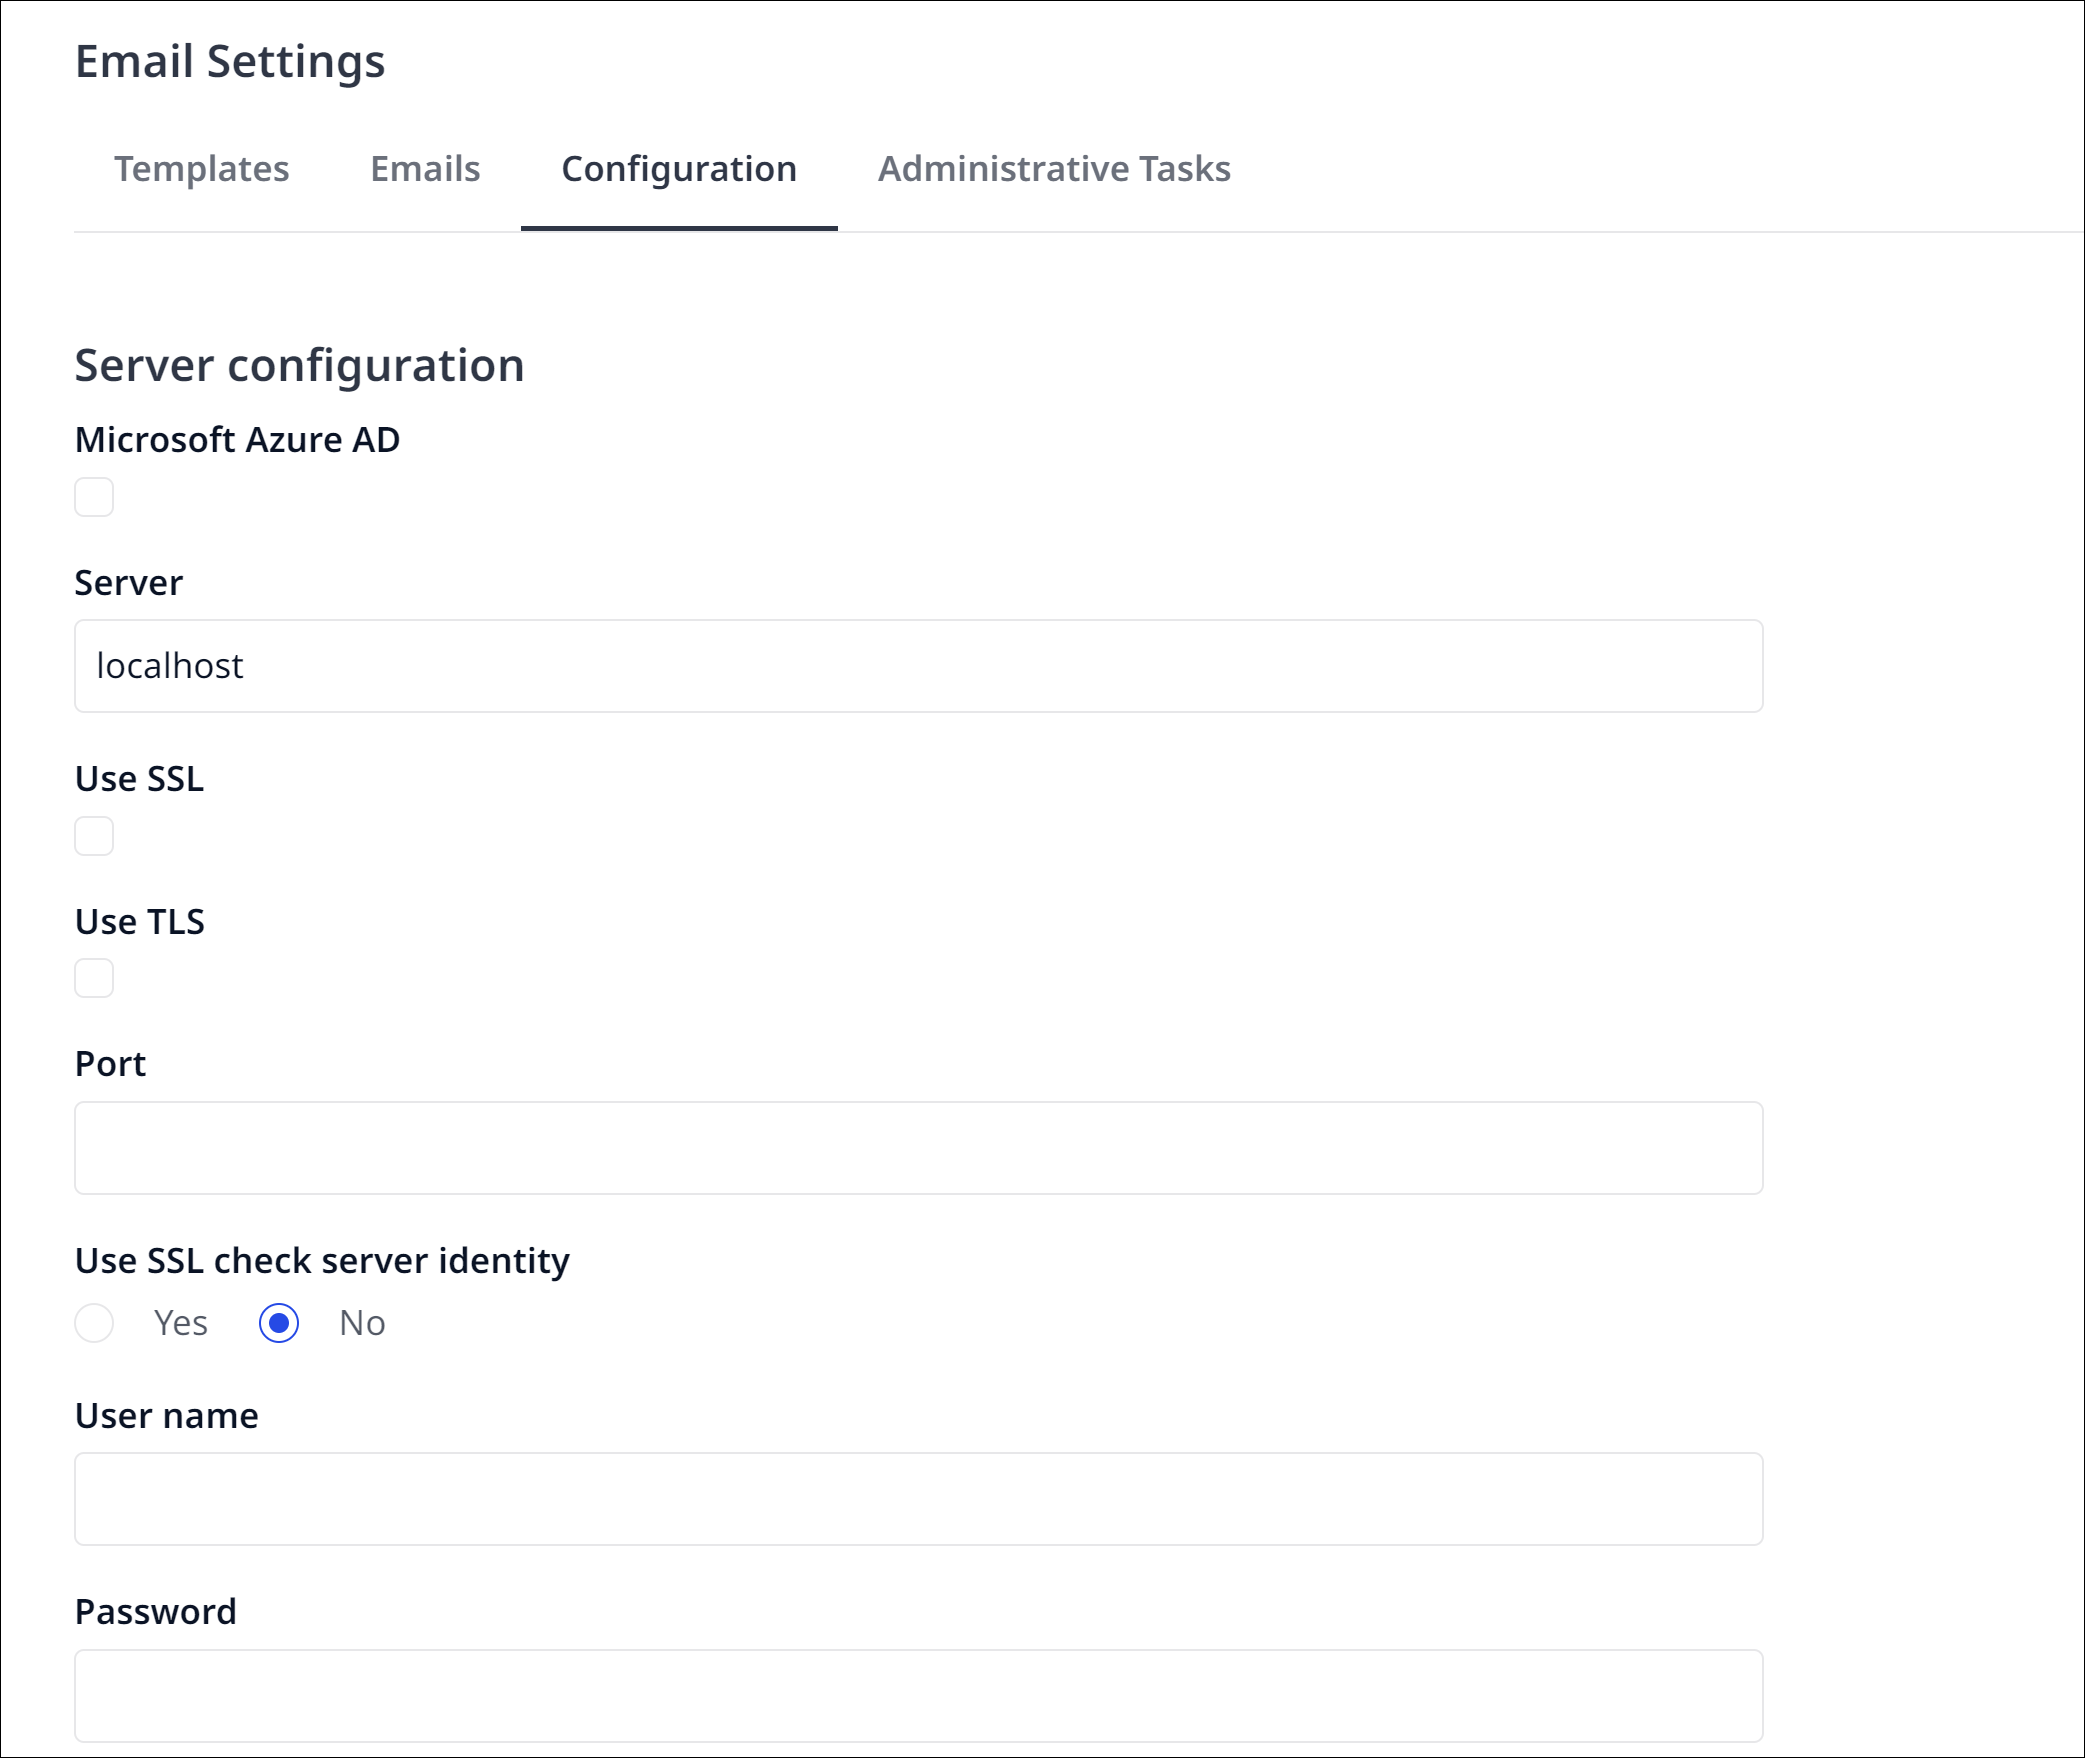 Email Settings
Templates Emails Configuration Administrative Tasks
Server configuration
Microsoft Azure AD
Server
localhost
Use SSL
Use TLS
Port
Use SSL check server identity
Yes No
User name
Password